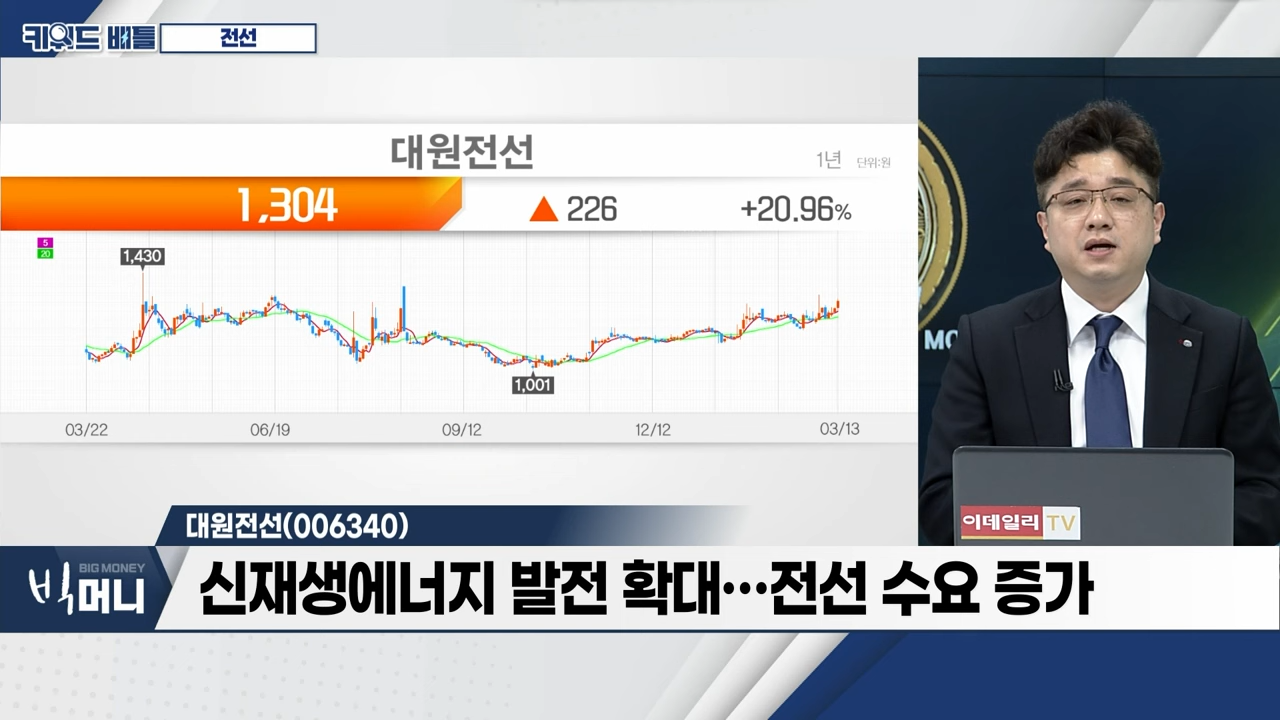 키워드 배틀
전선
대원전선
1년 단위:원
1,304 ▲ 226 +20.96%
5
20
1,430
1,001
03/22 06/19 09/12 12/12 03/13
MO
이데일리TV
대원전선(006340)
BIG MONEY
빅머니
신재생에너지 발전 확대…전선 수요 증가